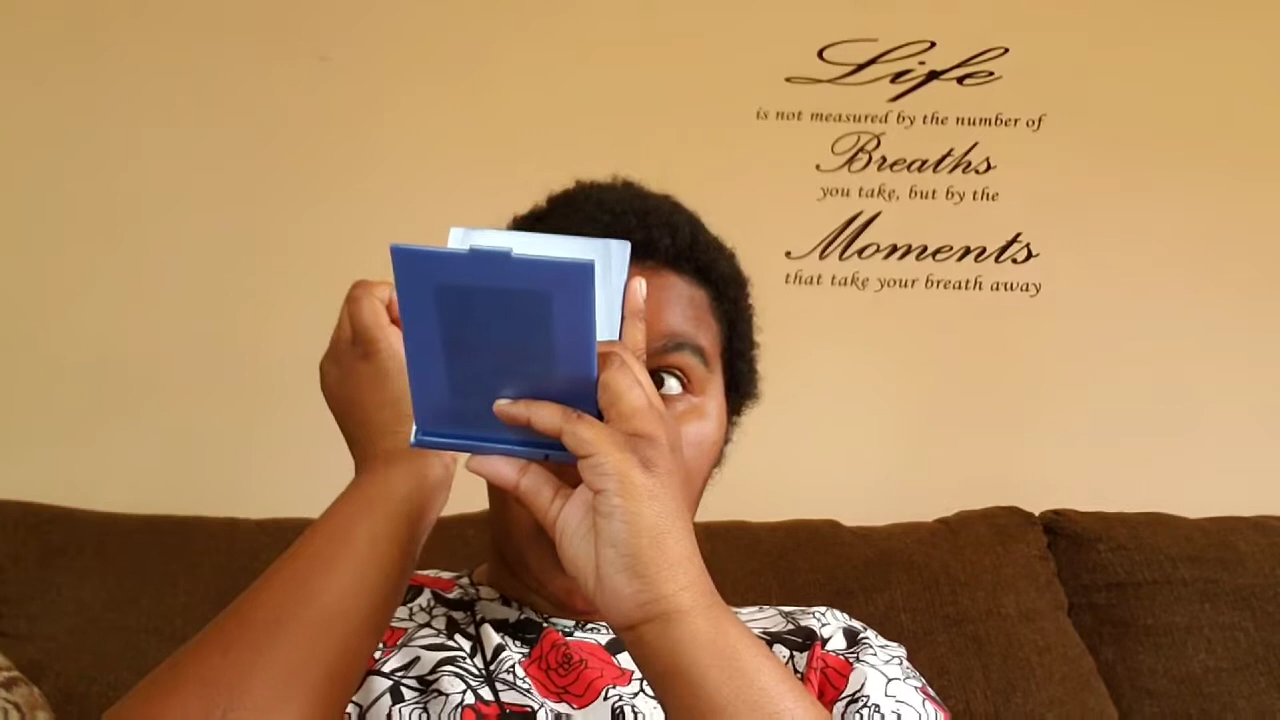 Life
is not measured by the number of
Breaths
you take, but by the
Moments
that take your breath away